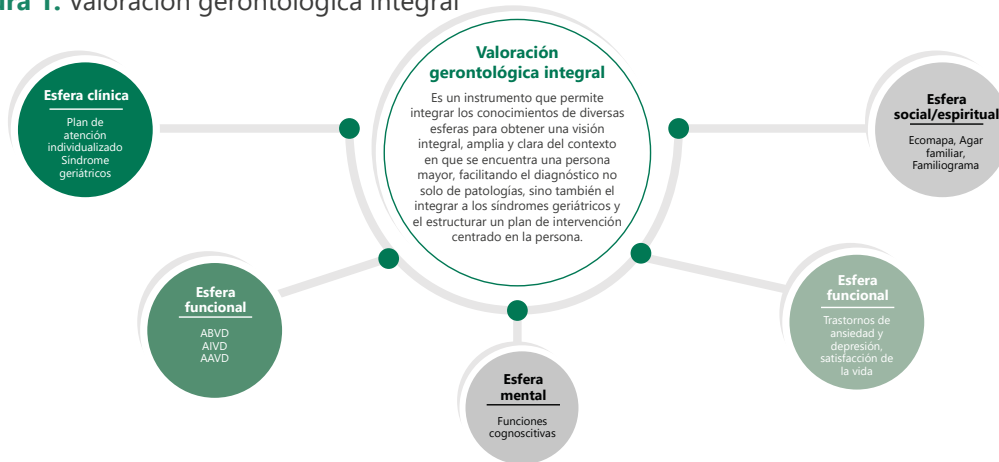 ura 1. Valoración gerontológica integral
Valoración
gerontológica integral
Es un instrumento que permite
integrar los conocimientos de diversas
esferas para obtener una visión
integral, amplia y clara del contexto
en que se encuentra una persona
mayor, facilitando el diagnóstico no
solo de patologías, sino también el
integrar a los síndromes geriátricos y
el estructurar un plan de intervención
centrado en la persona.
Esfera clínica
Plan de
atención
individualizado
Síndrome
geriátricos
Esfera
social/espiritual
Ecomapa, Agar
familiar,
Familiograma
Esfera
funcional
ABVD
AIVD
AAVD
Esfera
mental
Funciones
cognoscitivas
Esfera
funcional
Trastornos de
ansiedad y
depresión,
satisfacción de
la vida